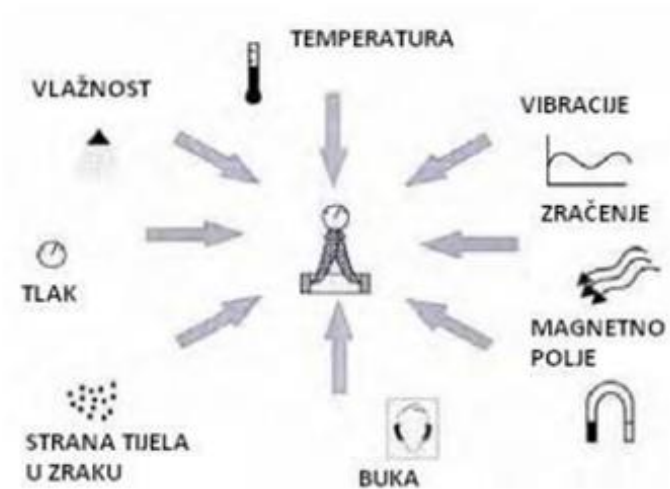 TEMPERATURA
VLAŽNOST
VIBRACIJE
ZRAČENJE
TLAK
MAGNETNO
POLJE
STRANA TIJELA
U ZRAKU
BUKA